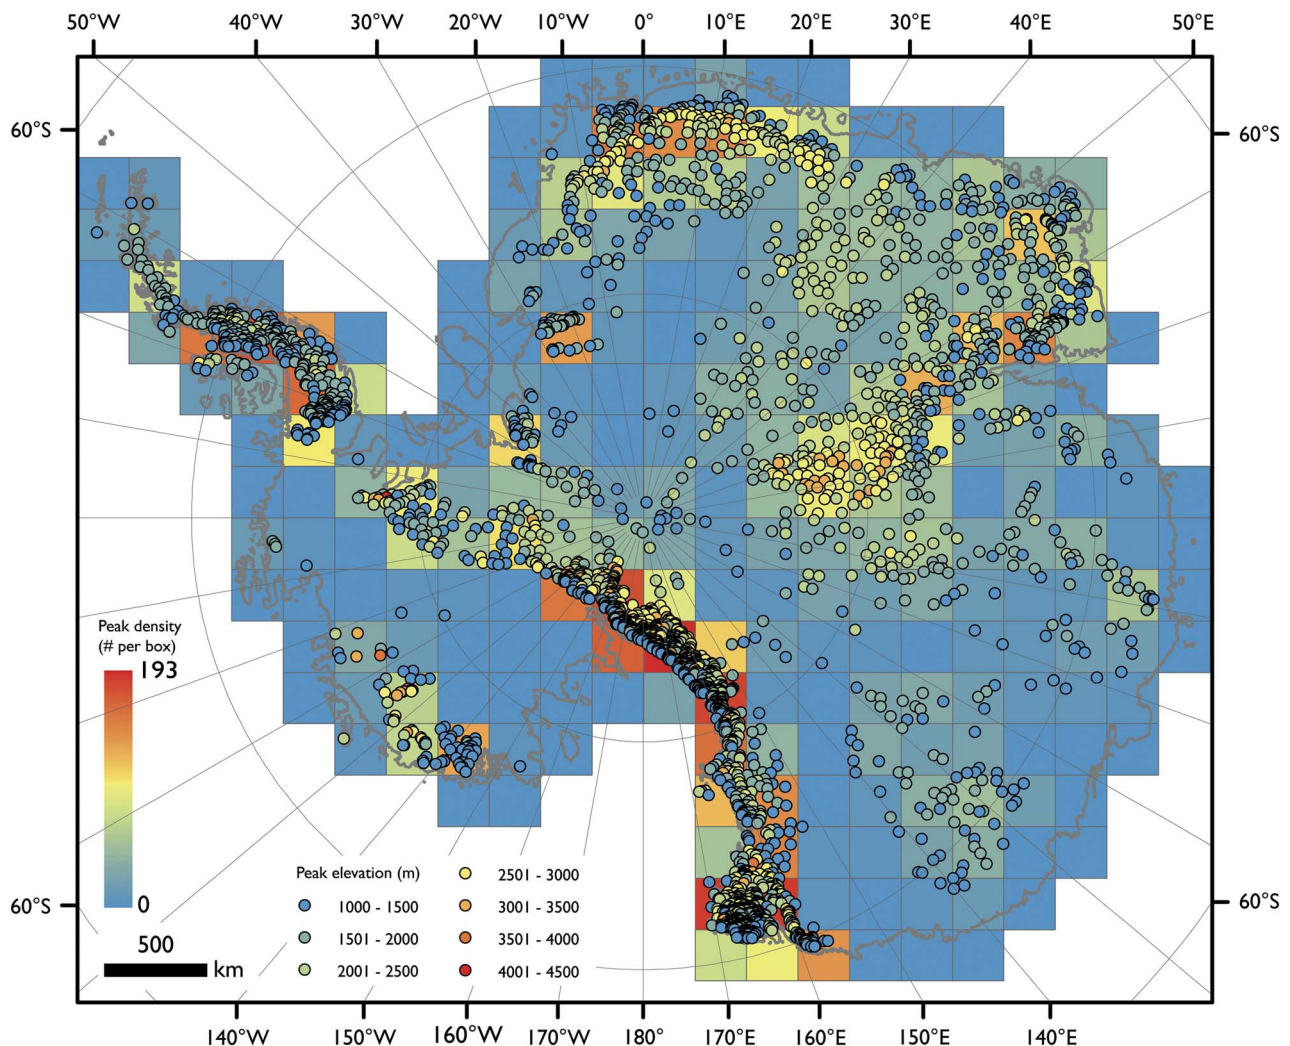 50°W 40°W 30°W 20°W 10°W 0° 10°E 20°E 30°E 40°E 50°E
60°S 60°S
Peak density
(# per box)
193
0
500
km
60°S 60°S
Peak elevation (m)
1000 - 1500
1501 - 2000
2001 - 2500
2501 - 3000
3001 - 3500
3501 - 4000
4001 - 4500
140°W 150°W 160°W 170°W 180° 170°E 160°E 150°E 140°E